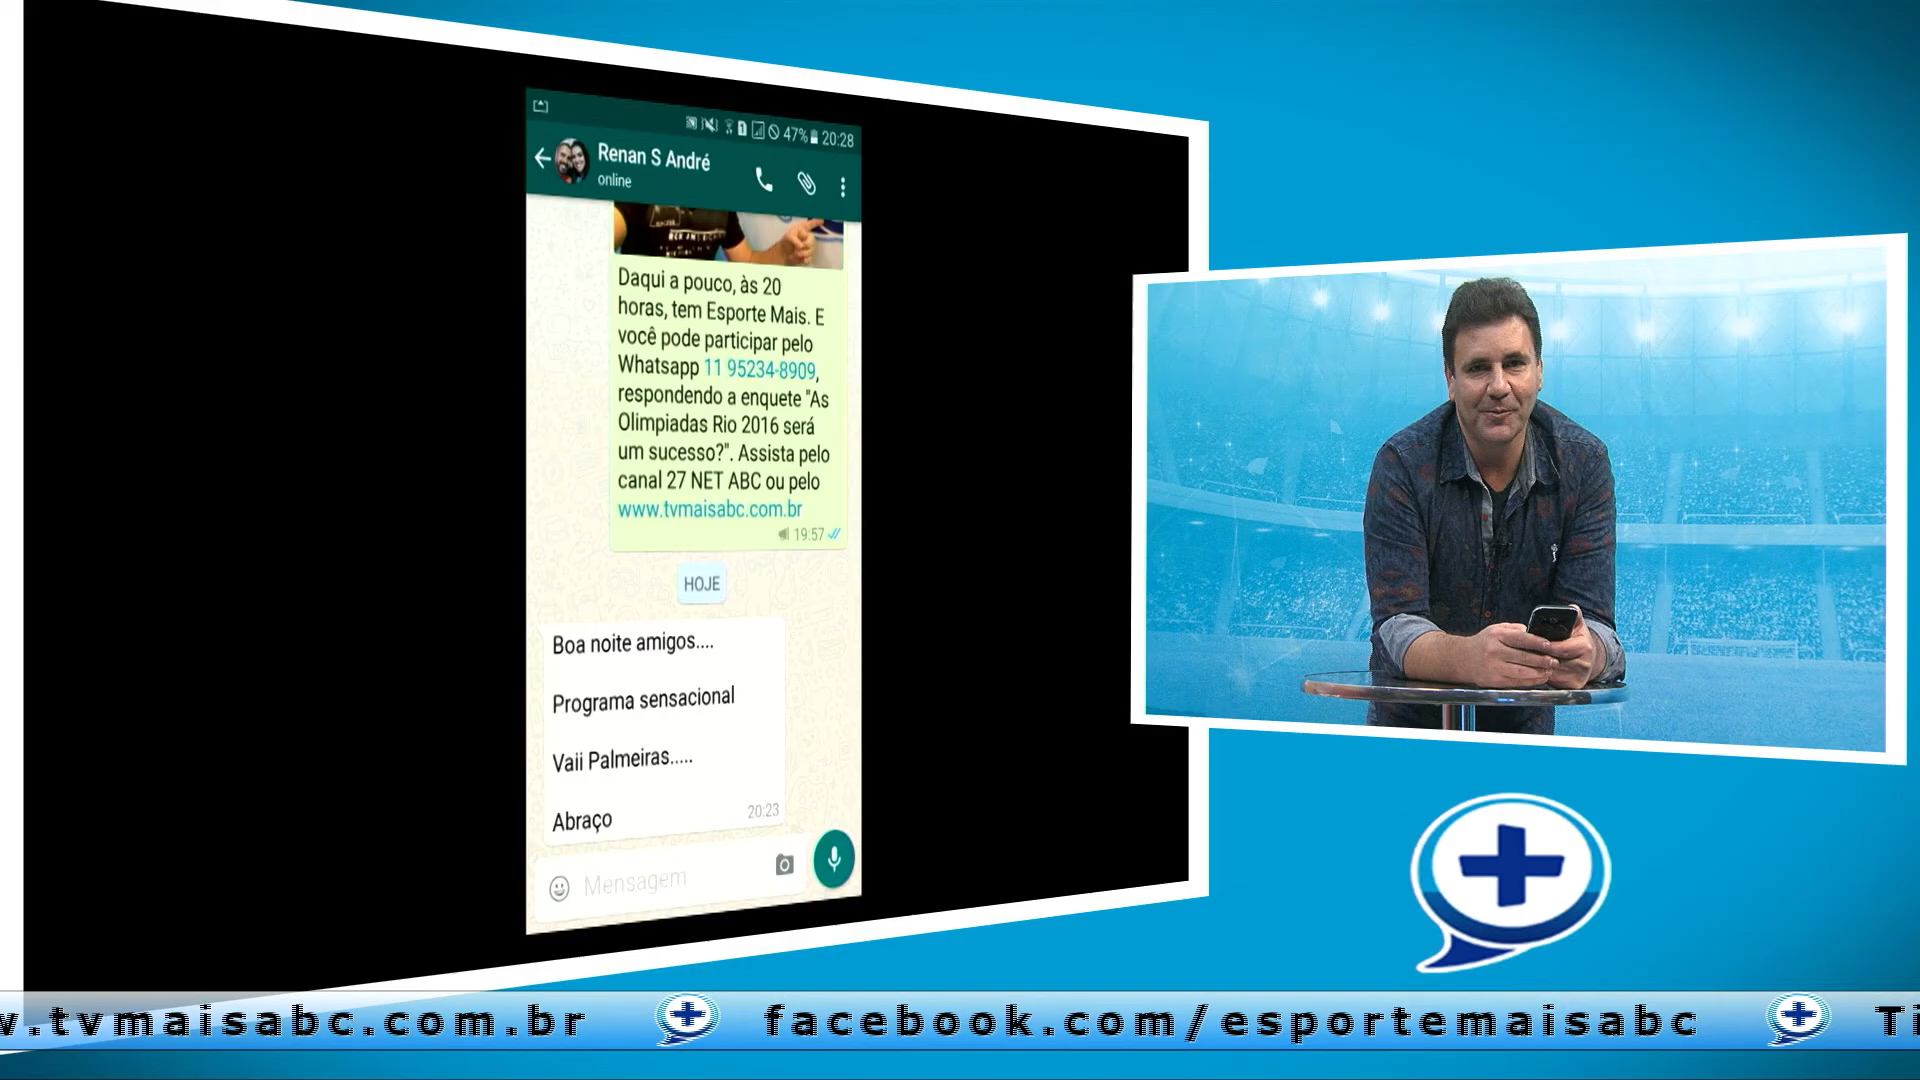 47% 20:28
Renan S André
online
Daqui a pouco, às 20
horas, tem Esporte Mais. E
você pode participar pelo
Whatsapp 11 95234-8909,
respondendo a enquete "As
Olimpiadas Rio 2016 será
um sucesso?". Assista pelo
canal 27 NET ABC ou pelo
www.tvmaisabc.com.br
19:57
HOJE
Boa noite amigos....
Programa sensacional
Vaii Palmeiras.....
Abraço
20:23
Mensagem
w.tvmaisabc.com.br facebook.com/esportemaisabc Ti